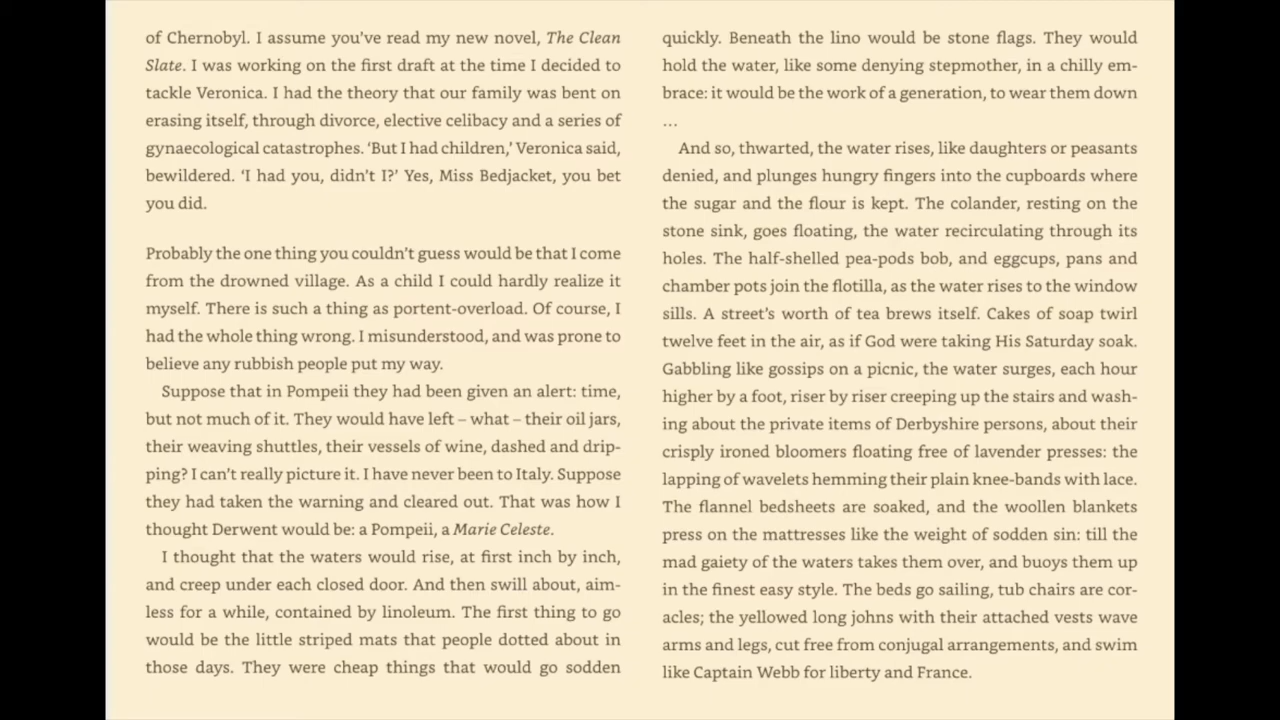 of Chernobyl. I assume you’ve read my new novel, The Clean
Slate. I was working on the first draft at the time I decided to
tackle Veronica. I had the theory that our family was bent on
erasing itself, through divorce, elective celibacy and a series of
gynaecological catastrophes. ‘But I had children,’ Veronica said,
bewildered. ‘I had you, didn’t I?’ Yes, Miss Bedjacket, you bet
you did.
Probably the one thing you couldn’t guess would be that I come
from the drowned village. As a child I could hardly realize it
myself. There is such a thing as portent-overload. Of course, I
had the whole thing wrong. I misunderstood, and was prone to
believe any rubbish people put my way.
Suppose that in Pompeii they had been given an alert: time,
but not much of it. They would have left – what – their oil jars,
their weaving shuttles, their vessels of wine, dashed and drip-
ping? I can’t really picture it. I have never been to Italy. Suppose
they had taken the warning and cleared out. That was how I
thought Derwent would be: a Pompeii, a Marie Celeste.
I thought that the waters would rise, at first inch by inch,
and creep under each closed door. And then swill about, aim-
less for a while, contained by linoleum. The first thing to go
would be the little striped mats that people dotted about in
those days. They were cheap things that would go sodden
quickly. Beneath the lino would be stone flags. They would
hold the water, like some denying stepmother, in a chilly em-
brace: it would be the work of a generation, to wear them down
…
And so, thwarted, the water rises, like daughters or peasants
denied, and plunges hungry fingers into the cupboards where
the sugar and the flour is kept. The colander, resting on the
stone sink, goes floating, the water recirculating through its
holes. The half-shelled pea-pods bob, and eggcups, pans and
chamber pots join the flotilla, as the water rises to the window
sills. A street’s worth of tea brews itself. Cakes of soap twirl
twelve feet in the air, as if God were taking His Saturday soak.
Gabbling like gossips on a picnic, the water surges, each hour
higher by a foot, riser by riser creeping up the stairs and wash-
ing about the private items of Derbyshire persons, about their
crisply ironed bloomers floating free of lavender presses: the
lapping of wavelets hemming their plain knee-bands with lace.
The flannel bedsheets are soaked, and the woollen blankets
press on the mattresses like the weight of sodden sin: till the
mad gaiety of the waters takes them over, and buoys them up
in the finest easy style. The beds go sailing, tub chairs are cor-
acles; the yellowed long johns with their attached vests wave
arms and legs, cut free from conjugal arrangements, and swim
like Captain Webb for liberty and France.